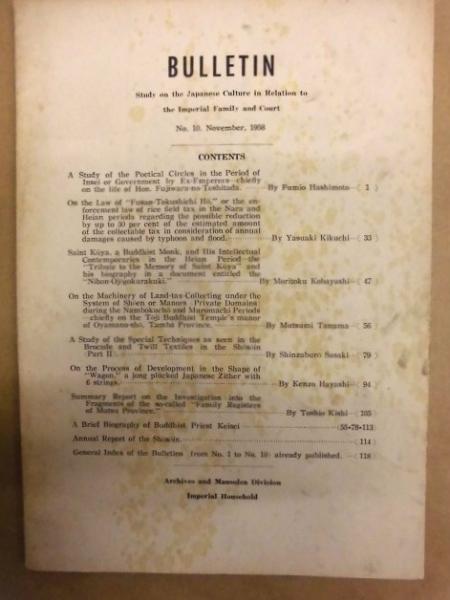 BULLETIN
Study on the Japanese Culture in Relation to
the Imperial Family and Court
No. 10. November, 1958
CONTENTS
A Study of the Poetical Circles in the Period of
Insei or Government by Ex-Emperors—chiefly
on the life of Hon. Fujiwara-no-Toshitada. By Fumio Hashimoto ( 1 )
On the Law of "Fusan-Tokushichi Hō," or the en-
forcement law of rice field tax in the Nara and
Heian periods regarding the possible reduction
by up to 30 per cent of the estimated amount
of the collectable tax in consideration of annual
damages caused by typhoon and flood. By Yasuaki Kikuchi ( 33 )
Saint Kūya, a Buddhist Monk, and His Intellectual
Contemporaries in the Heian Period—the
"Tribute to the Memory of Saint Kūya" and
his biography in a document entitled the
"Nihon-Ōjōgokurakuki." By Moritoku Kobayashi ( 47 )
On the Machinery of Land-tax-Collecting under the
System of Shōen or Manors (Private Domains)
during the Nambokuchō and Muromachi Periods
—chiefly on the Tōji Buddhist Temple's manor
of Oyama-no-shō, Tamba Province. By Mutsumi Tanuma ( 56 )
A Study of the Special Techniques as seen in the
Brocade and Twill Textiles in the Shōsōin
(Part II) By Shinzaburo Sasaki ( 79 )
On the Process of Development in the Shape of
"Wagon," a long plucked Japanese Zither with
6 strings. By Kenzo Hayashi ( 94 )
Summary Report on the Investigation into the
Fragments of the so-called "Family Registers
of Mutsu Province." By Toshio Kishi ( 105 )
A Brief Biography of Buddhist Priest Keisei (55•78•113)
Annual Report of the Shōsōin. ( 114 )
General Index of the Bulletins (from No. 1 to No. 10) already published. ( 118 )
Archives and Mausolea Division
Imperial Household